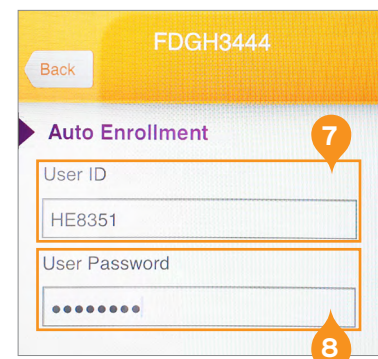 FDGH3444
Back
Auto Enrollment
7
User ID
HE8351
User Password
••••••••
8